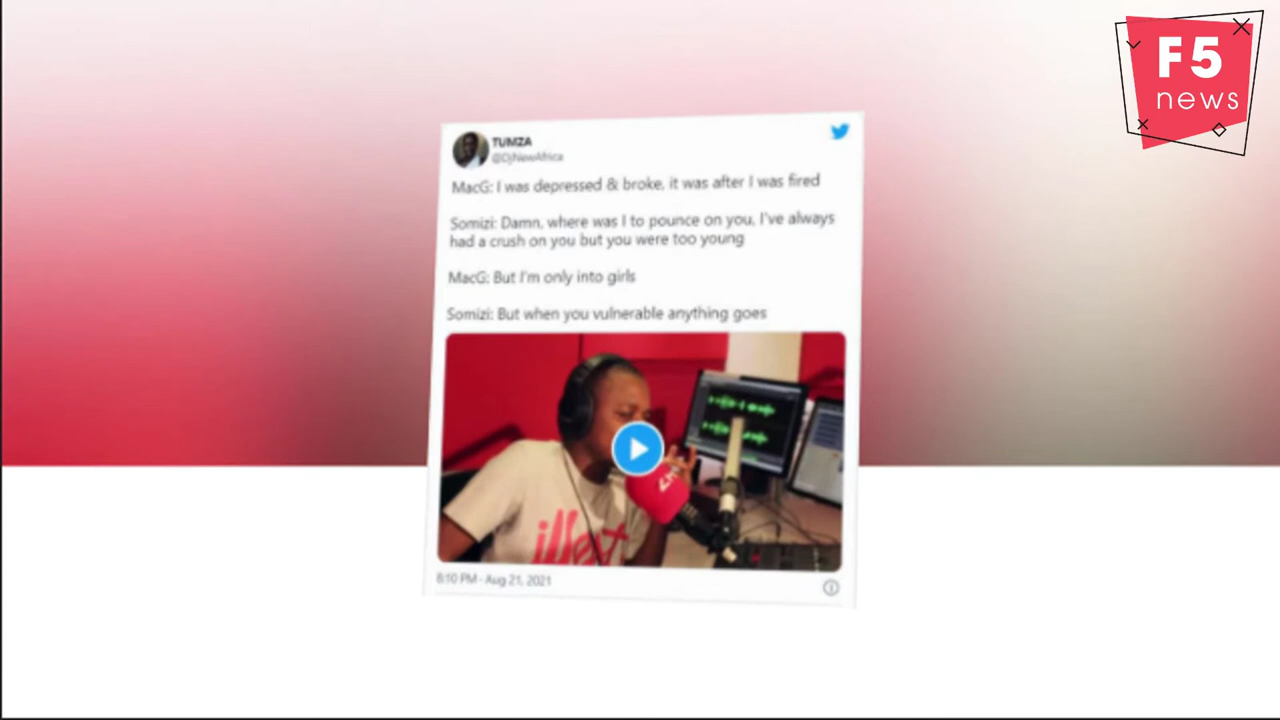 F5
news
TUMZA
@DjNewAfrica
MacG: I was depressed & broke, it was after I was fired
Somizi: Damn, where was I to pounce on you, I've always
had a crush on you but you were too young
MacG: But I'm only into girls
Somizi: But when you vulnerable anything goes
illest
6:10 PM · Aug 21, 2021